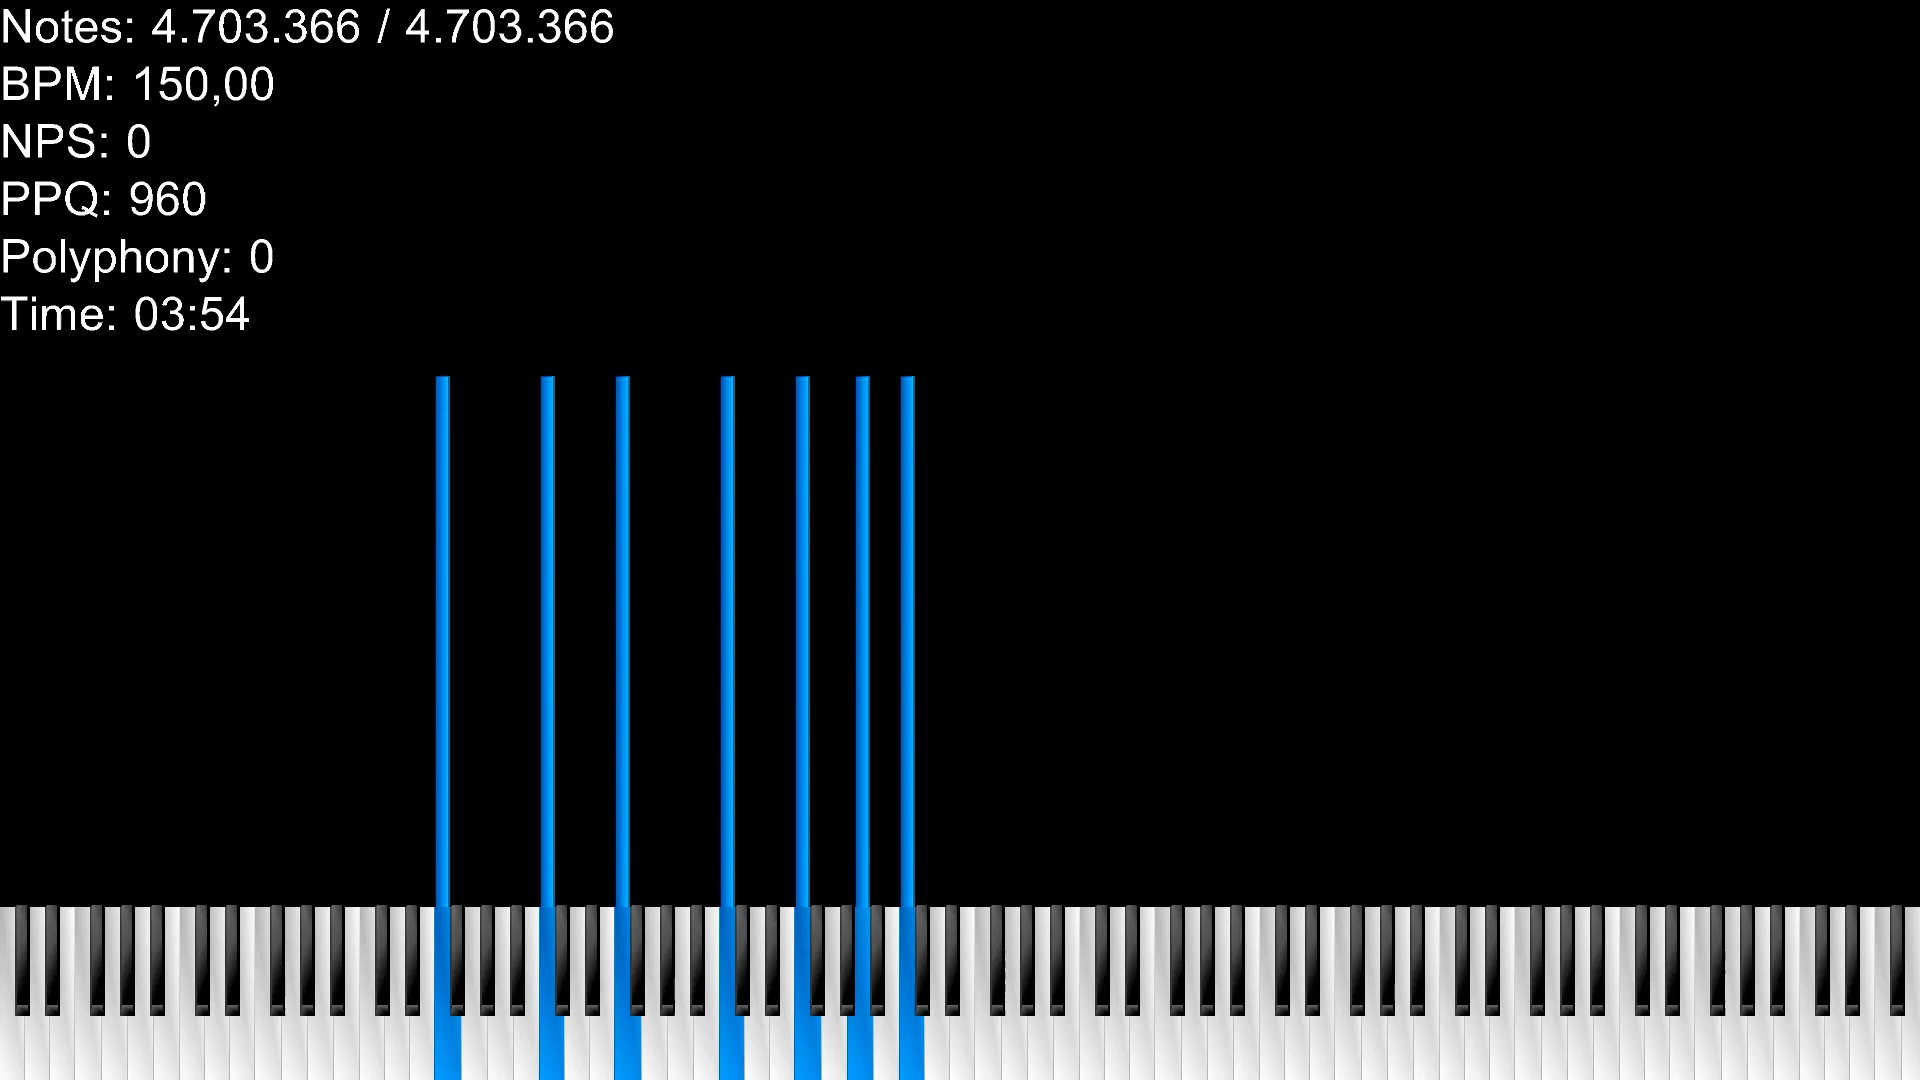 Notes: 4.703.366 / 4.703.366
BPM: 150,00
NPS: 0
PPQ: 960
Polyphony: 0
Time: 03:54